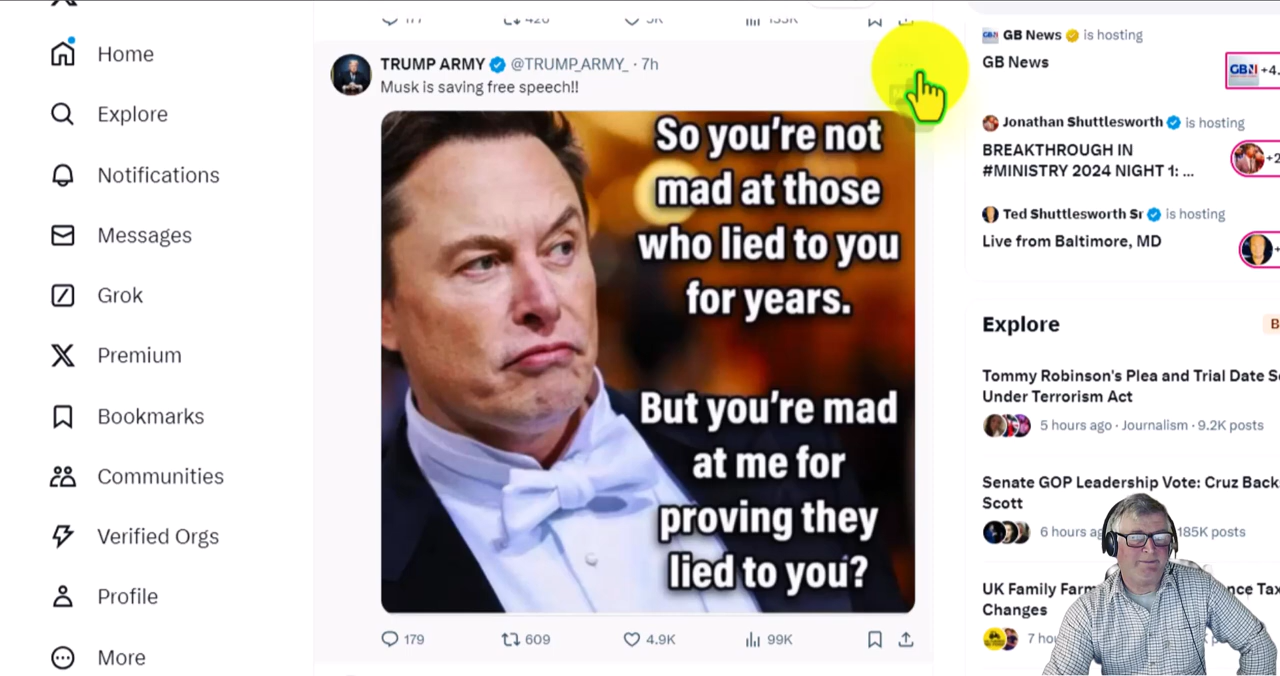 Home
Explore
Notifications
Messages
Grok
Premium
Bookmarks
Communities
Verified Orgs
Profile
More
TRUMP ARMY @TRUMP_ARMY_ · 7h
Musk is saving free speech!!
So you're not
mad at those
who lied to you
for years.
But you're mad
at me for
proving they
lied to you?
179 609 4.9K 99K
GB News is hosting
GB News
GBN +4.
Jonathan Shuttlesworth is hosting
BREAKTHROUGH IN
#MINISTRY 2024 NIGHT 1: ...
+2
Ted Shuttlesworth Sr is hosting
Live from Baltimore, MD
Explore
Tommy Robinson's Plea and Trial Date
Under Terrorism Act
5 hours ago · Journalism · 9.2K posts
Senate GOP Leadership Vote: Cruz
Scott
6 hours 185K posts
UK Family Tax
Changes